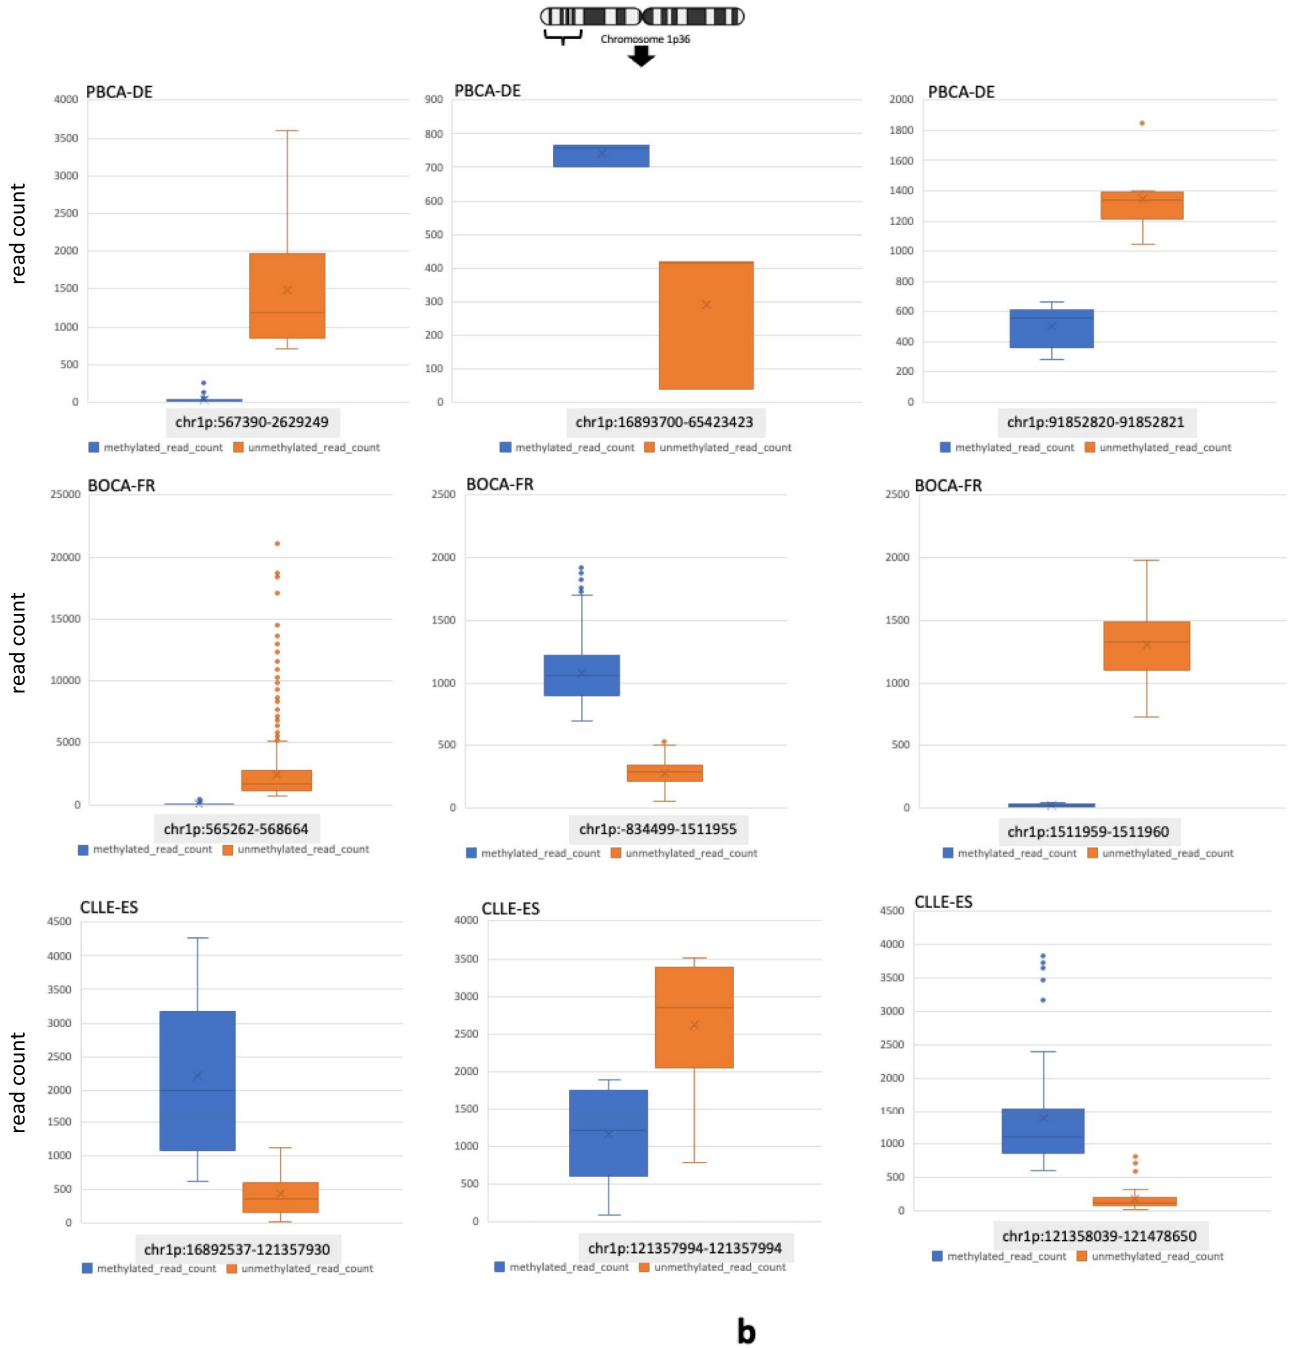 Chromosome 1p36
PBCA-DE
4000
3500
3000
2500
2000
1500
1000
500
0
read count
chr1p:567390-2629249
methylated_read_count unmethylated_read_count
PBCA-DE
900
800
700
600
500
400
300
200
100
0
chr1p:16893700-65423423
methylated_read_count unmethylated_read_count
PBCA-DE
2000
1800
1600
1400
1200
1000
800
600
400
200
0
chr1p:91852820-91852821
methylated_read_count unmethylated_read_count
BOCA-FR
25000
20000
15000
10000
5000
0
read count
chr1p:565262-568664
methylated_read_count unmethylated_read_count
BOCA-FR
2500
2000
1500
1000
500
0
chr1p:-834499-1511955
methylated_read_count unmethylated_read_count
BOCA-FR
2500
2000
1500
1000
500
0
chr1p:1511959-1511960
methylated_read_count unmethylated_read_count
CLLE-ES
4500
4000
3500
3000
2500
2000
1500
1000
500
0
read count
chr1p:16892537-121357930
methylated_read_count unmethylated_read_count
CLLE-ES
4000
3500
3000
2500
2000
1500
1000
500
0
chr1p:121357994-121357994
methylated_read_count unmethylated_read_count
CLLE-ES
4500
4000
3500
3000
2500
2000
1500
1000
500
0
chr1p:121358039-121478650
methylated_read_count unmethylated_read_count
b